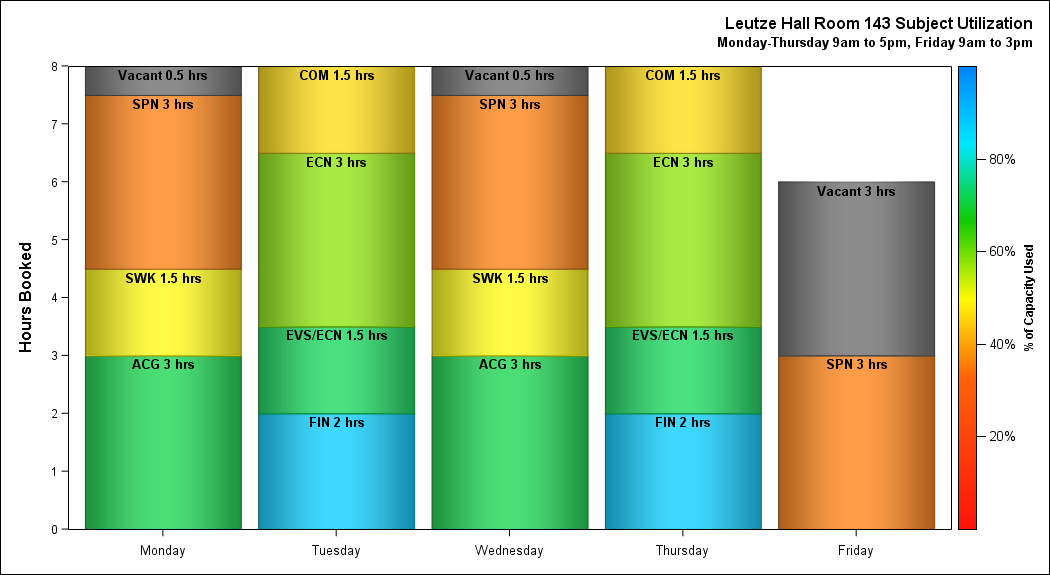 Leutze Hall Room 143 Subject Utilization
Monday-Thursday 9am to 5pm, Friday 9am to 3pm
Hours Booked
8
7
6
5
4
3
2
1
0
Vacant 0.5 hrs
SPN 3 hrs
SWK 1.5 hrs
ACG 3 hrs
COM 1.5 hrs
ECN 3 hrs
EVS/ECN 1.5 hrs
FIN 2 hrs
Vacant 0.5 hrs
SPN 3 hrs
SWK 1.5 hrs
ACG 3 hrs
COM 1.5 hrs
ECN 3 hrs
EVS/ECN 1.5 hrs
FIN 2 hrs
Vacant 3 hrs
SPN 3 hrs
Monday
Tuesday
Wednesday
Thursday
Friday
80%
60%
40%
20%
% of Capacity Used